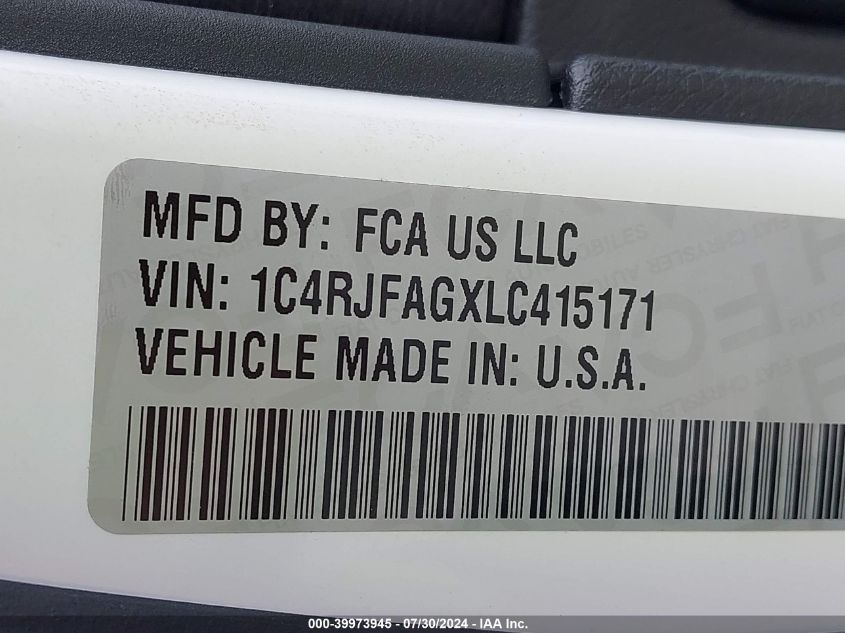 MFD BY: FCA US LLC
VIN: 1C4RJFAGXLC415171
VEHICLE MADE IN: U.S.A.
000-39973945 - 07/30/2024 - IAA Inc.